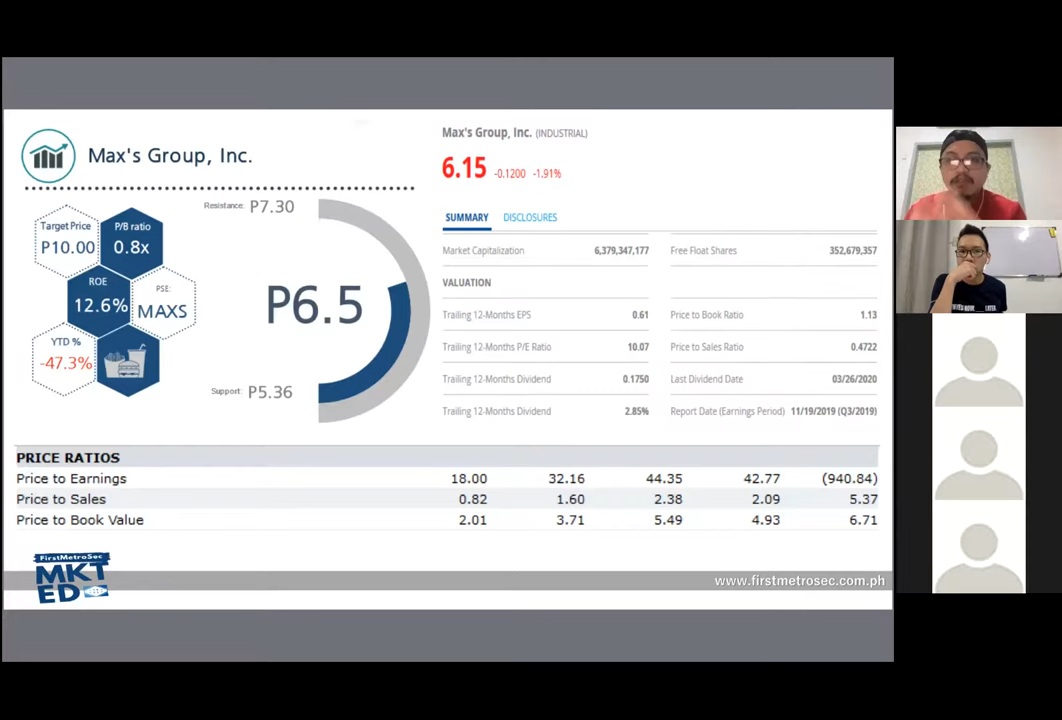 Max's Group, Inc.
Target Price
P10.00
P/B ratio
0.8x
ROE
12.6%
PSE:
MAXS
YTD %
-47.3%
Resistance: P7.30
P6.5
Support: P5.36
Max's Group, Inc. (INDUSTRIAL)
6.15 -0.1200 -1.91%
SUMMARY DISCLOSURES
Market Capitalization 6,379,347,177 Free Float Shares 352,679,357
VALUATION
Trailing 12-Months EPS 0.61 Price to Book Ratio 1.13
Trailing 12-Months P/E Ratio 10.07 Price to Sales Ratio 0.4722
Trailing 12-Months Dividend 0.1750 Last Dividend Date 03/26/2020
Trailing 12-Months Dividend 2.85% Report Date (Earnings Period) 11/19/2019 (Q3/2019)
PRICE RATIOS
Price to Earnings 18.00 32.16 44.35 42.77 (940.84)
Price to Sales 0.82 1.60 2.38 2.09 5.37
Price to Book Value 2.01 3.71 5.49 4.93 6.71
FirstMetroSec
MKT
ED
www.firstmetrosec.com.ph